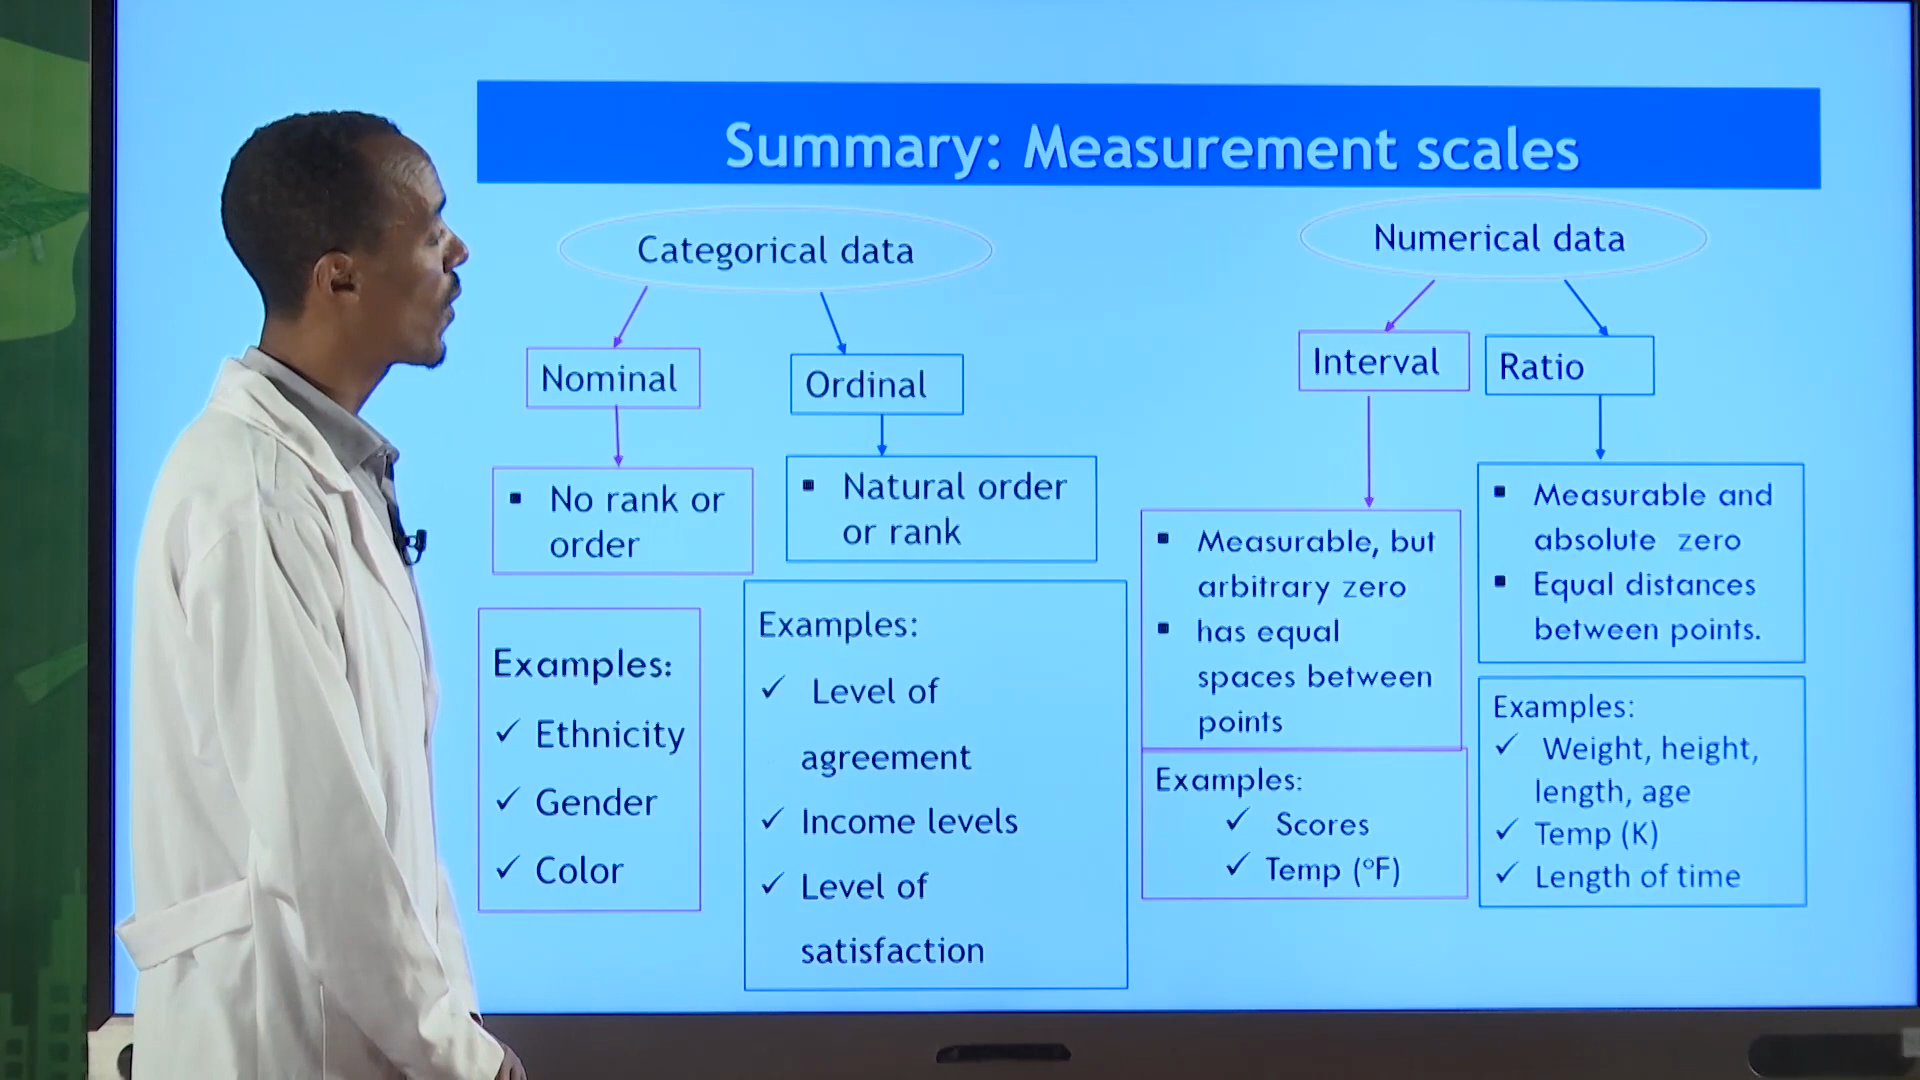 Summary: Measurement scales
Categorical data
Nominal
▪ No rank or
order
Examples:
✓ Ethnicity
✓ Gender
✓ Color
Ordinal
▪ Natural order
or rank
Examples:
✓ Level of
agreement
✓ Income levels
✓ Level of
satisfaction
Numerical data
Interval
▪ Measurable, but
arbitrary zero
▪ has equal
spaces between
points
Examples:
✓ Scores
✓ Temp (°F)
Ratio
▪ Measurable and
absolute zero
▪ Equal distances
between points.
Examples:
✓ Weight, height,
length, age
✓ Temp (K)
✓ Length of time